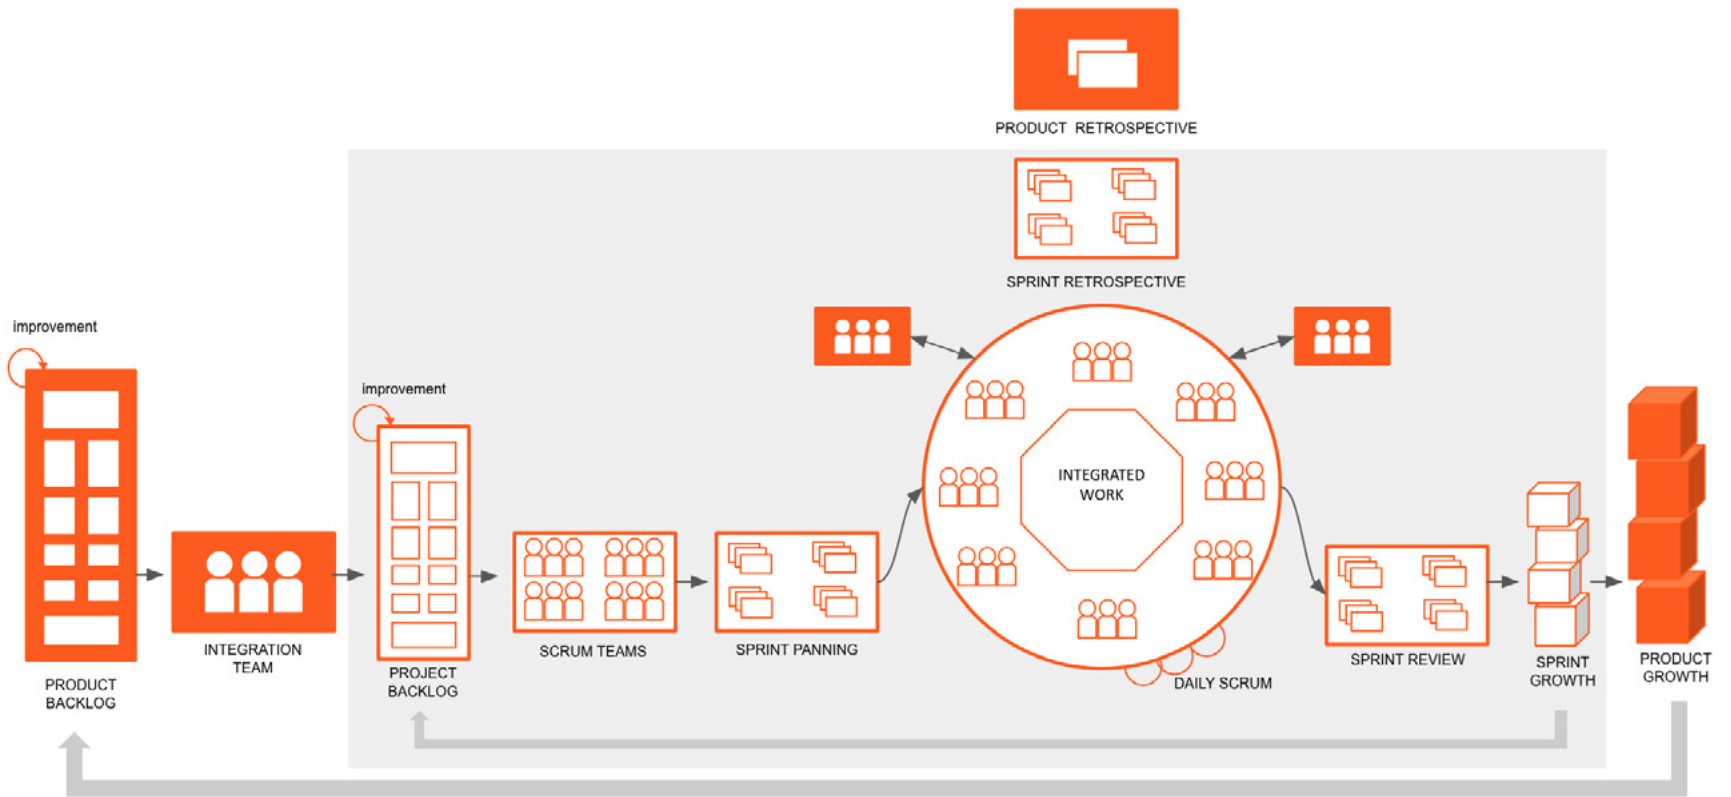 PRODUCT RETROSPECTIVE
SPRINT RETROSPECTIVE
improvement
improvement
INTEGRATED
WORK
INTEGRATION
TEAM
PROJECT
BACKLOG
SCRUM TEAMS
SPRINT PANNING
DAILY SCRUM
SPRINT REVIEW
SPRINT
GROWTH
PRODUCT
GROWTH
PRODUCT
BACKLOG